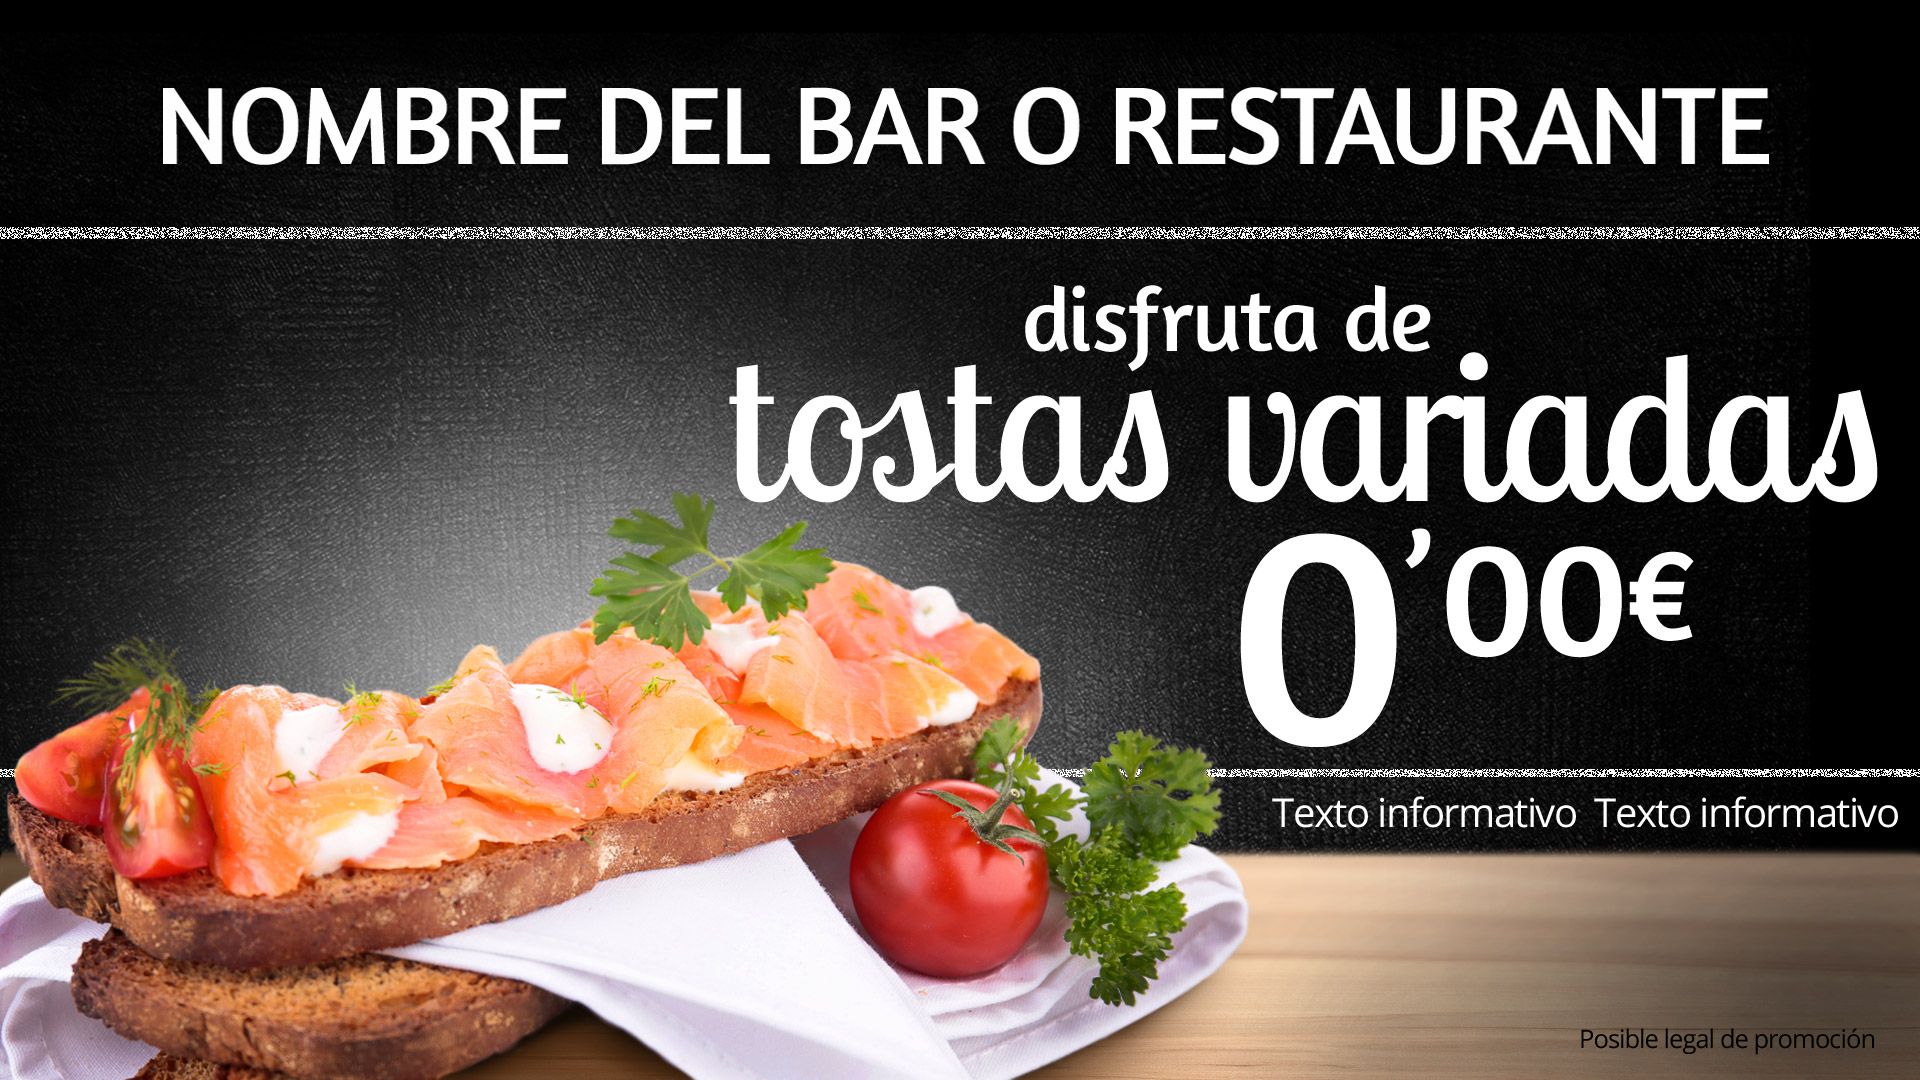 NOMBRE DEL BAR O RESTAURANTE
disfruta de
tostas variadas
0’00€
Texto informativo Texto informativo
Posible legal de promoción